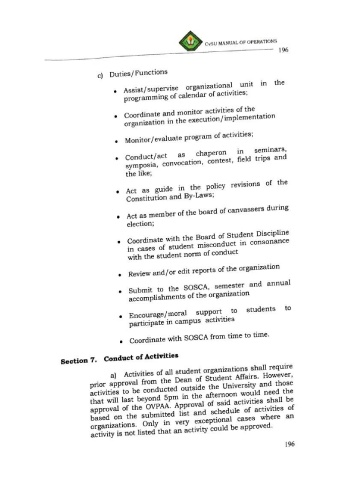 CvSU MANUAL OF OPERATIONS
196
c) Duties/Functions
• Assist/supervise organizational unit in the
programming of calendar of activities;
• Coordinate and monitor activities of the
organization in the execution/implementation
• Monitor/evaluate program of activities;
• Conduct/act as chaperon in seminars,
symposia, convocation, contest, field trips and
the like;
• Act as guide in the policy revisions of the
Constitution and By-Laws;
• Act as member of the board of canvassers during
election;
• Coordinate with the Board of Student Discipline
in cases of student misconduct in consonance
with the student norm of conduct
• Review and/or edit reports of the organization
• Submit to the SOSCA, semester and annual
accomplishments of the organization
• Encourage/moral support to students to
participate in campus activities
• Coordinate with SOSCA from time to time.
Section 7. Conduct of Activities
a) Activities of all student organizations shall require
prior approval from the Dean of Student Affairs. However,
activities to be conducted outside the University and those
that will last beyond 5pm in the afternoon would need the
approval of the OVPAA. Approval of said activities shall be
based on the submitted list and schedule of activities of
organizations. Only in very exceptional cases where an
activity is not listed that an activity could be approved.
196